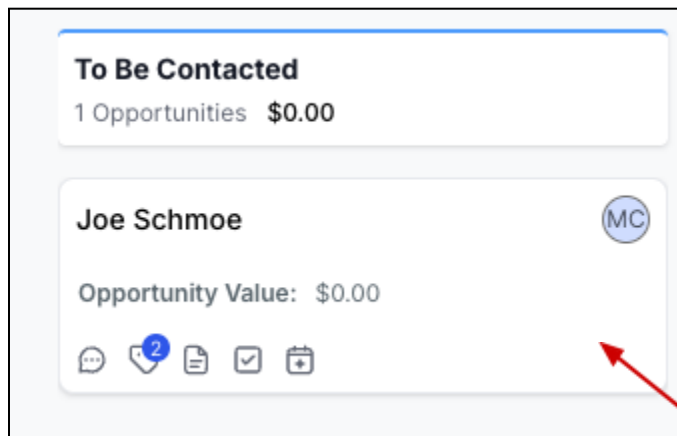 To Be Contacted
1 Opportunities $0.00
Joe Schmoe MC
Opportunity Value: $0.00
2